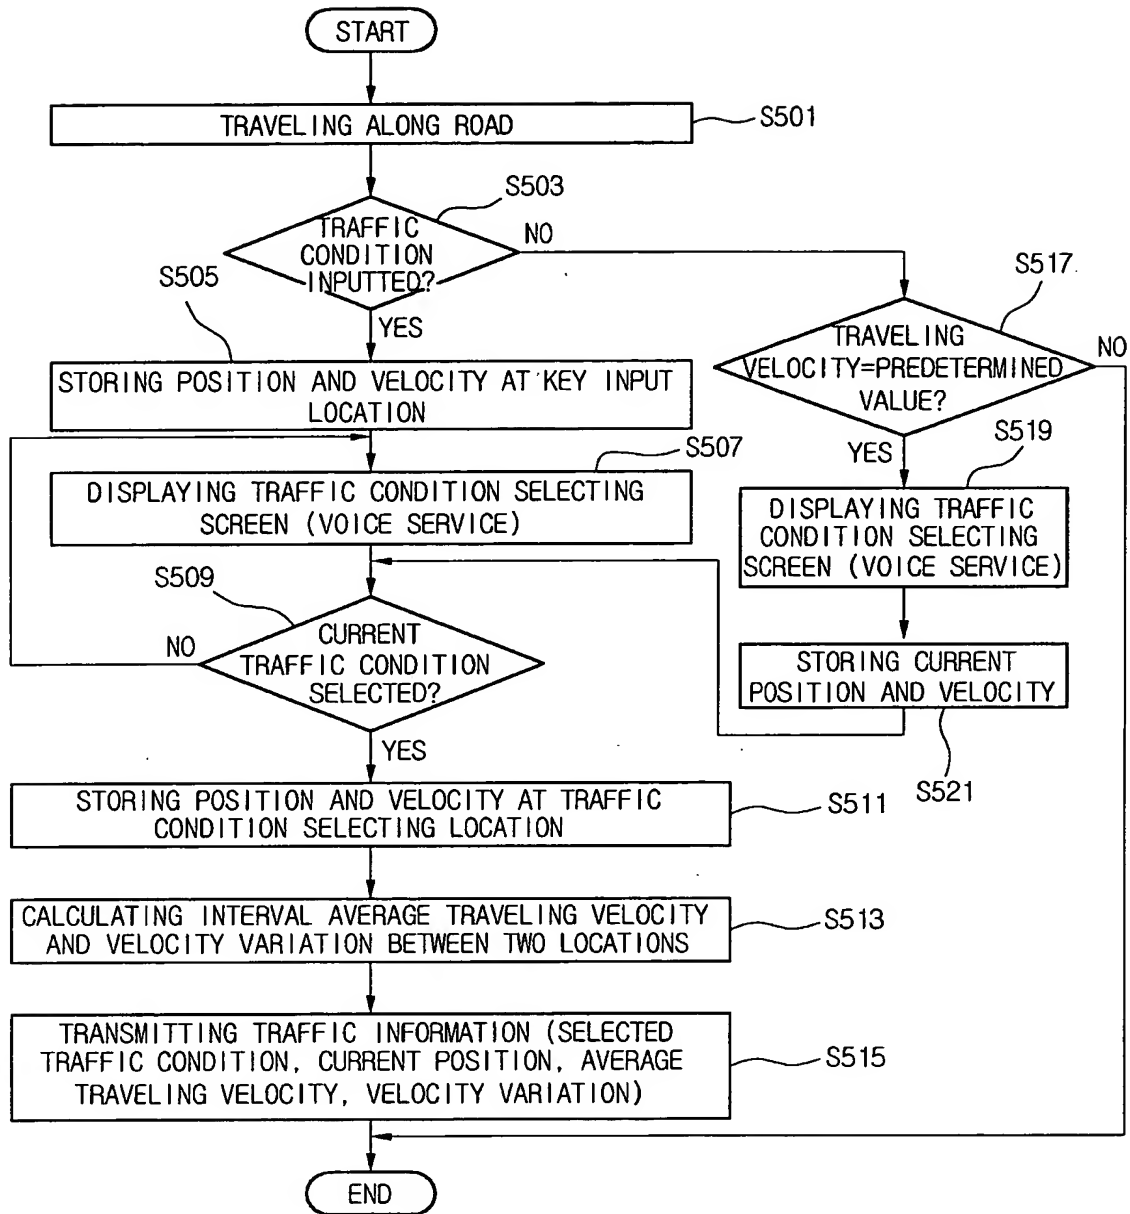 START
TRAVELING ALONG ROAD
S501
S503
TRAFFIC
CONDITION
INPUTTED?
NO
YES
S505
STORING POSITION AND VELOCITY AT KEY INPUT
LOCATION
S517
TRAVELING
VELOCITY=PREDETERMINED
VALUE?
NO
YES
S507
DISPLAYING TRAFFIC CONDITION SELECTING
SCREEN (VOICE SERVICE)
S519
DISPLAYING TRAFFIC
CONDITION SELECTING
SCREEN (VOICE SERVICE)
S509
CURRENT
TRAFFIC CONDITION
SELECTED?
NO
YES
STORING CURRENT
POSITION AND VELOCITY
S521
STORING POSITION AND VELOCITY AT TRAFFIC
CONDITION SELECTING LOCATION
S511
CALCULATING INTERVAL AVERAGE TRAVELING VELOCITY
AND VELOCITY VARIATION BETWEEN TWO LOCATIONS
S513
TRANSMITTING TRAFFIC INFORMATION (SELECTED
TRAFFIC CONDITION, CURRENT POSITION, AVERAGE
TRAVELING VELOCITY, VELOCITY VARIATION)
S515
END